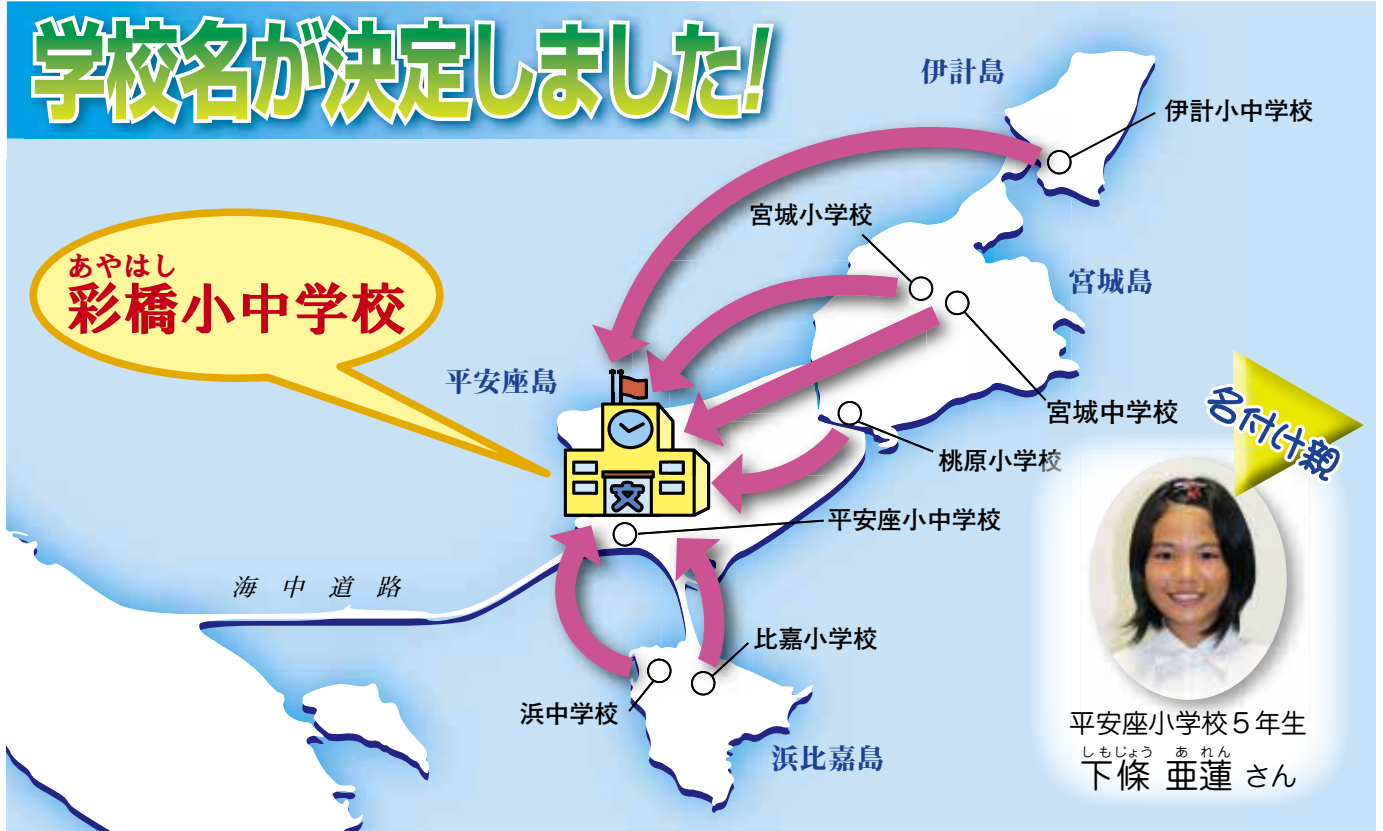 学校名が決定しました!
伊計島
伊計小中学校
宮城小学校
あやはし
彩橋小中学校
宮城島
平安座島
宮城中学校
名付け親
桃原小学校
文
平安座小中学校
海中道路
比嘉小学校
浜中学校
浜比嘉島
平安座小学校5年生
しもじょう あれん
下條 亜蓮 さん